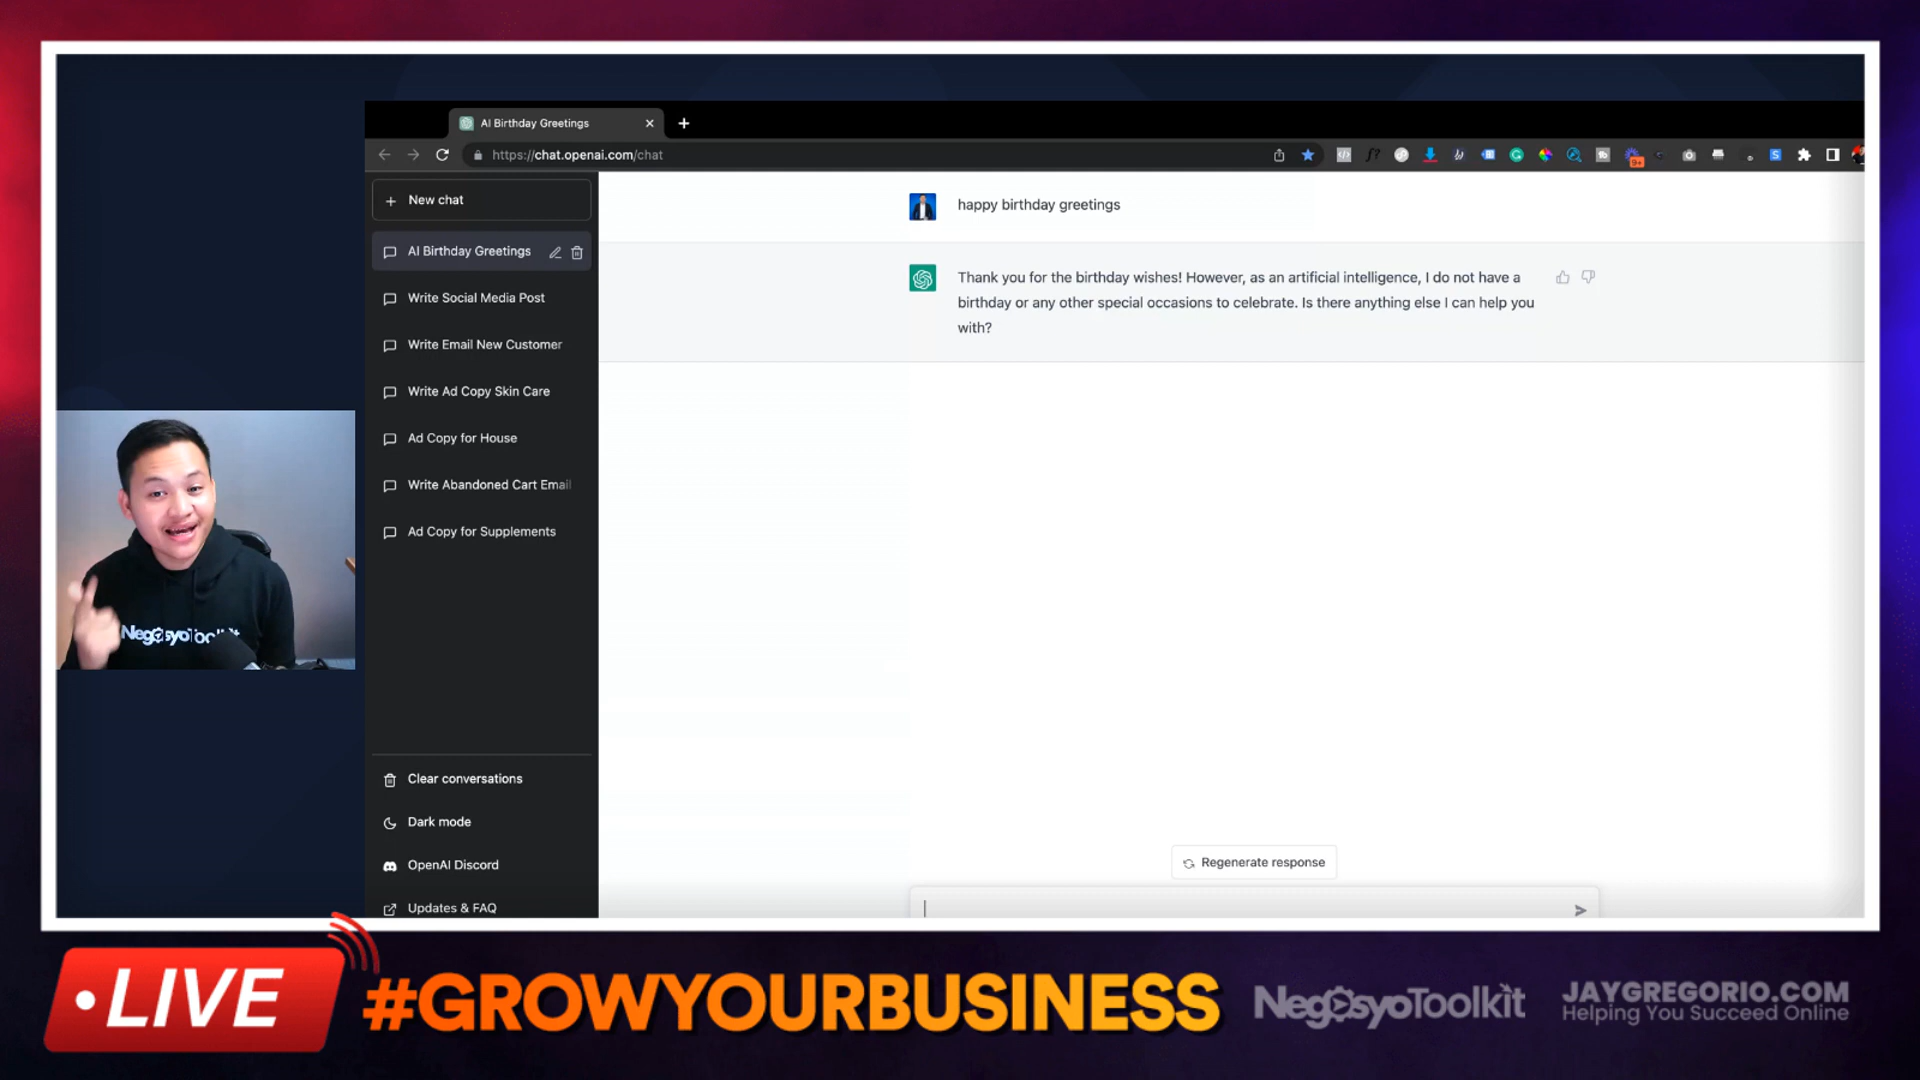 AI Birthday Greetings
https://chat.openai.com/chat
New chat
AI Birthday Greetings
Write Social Media Post
Write Email New Customer
Write Ad Copy Skin Care
Ad Copy for House
Write Abandoned Cart Email
Ad Copy for Supplements
Clear conversations
Dark mode
OpenAI Discord
Updates & FAQ
happy birthday greetings
Thank you for the birthday wishes! However, as an artificial intelligence, I do not have a
birthday or any other special occasions to celebrate. Is there anything else I can help you
with?
Regenerate response
NegosyoToolkit
LIVE
#GROWYOURBUSINESS
NegosyoToolkit
JAYGREGORIO.COM
Helping You Succeed Online